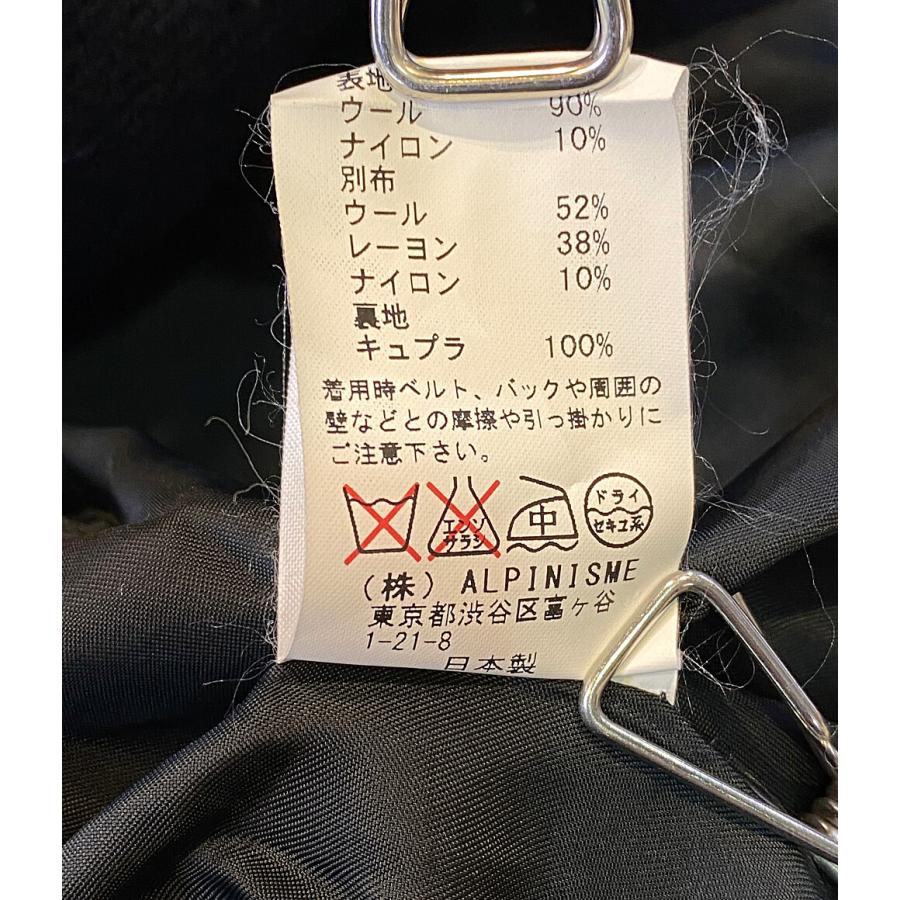 表地
ウール 90%
ナイロン 10%
別布
ウール 52%
レーヨン 38%
ナイロン 10%
裏地
キュプラ 100%
着用時ベルト、バックや周囲の
壁などとの摩擦や引っ掛かりに
ご注意下さい。
エンソ
サラシ
中
ドライ
セキユ系
(株) ALPINISME
東京都渋谷区富ヶ谷
1-21-8
日本製